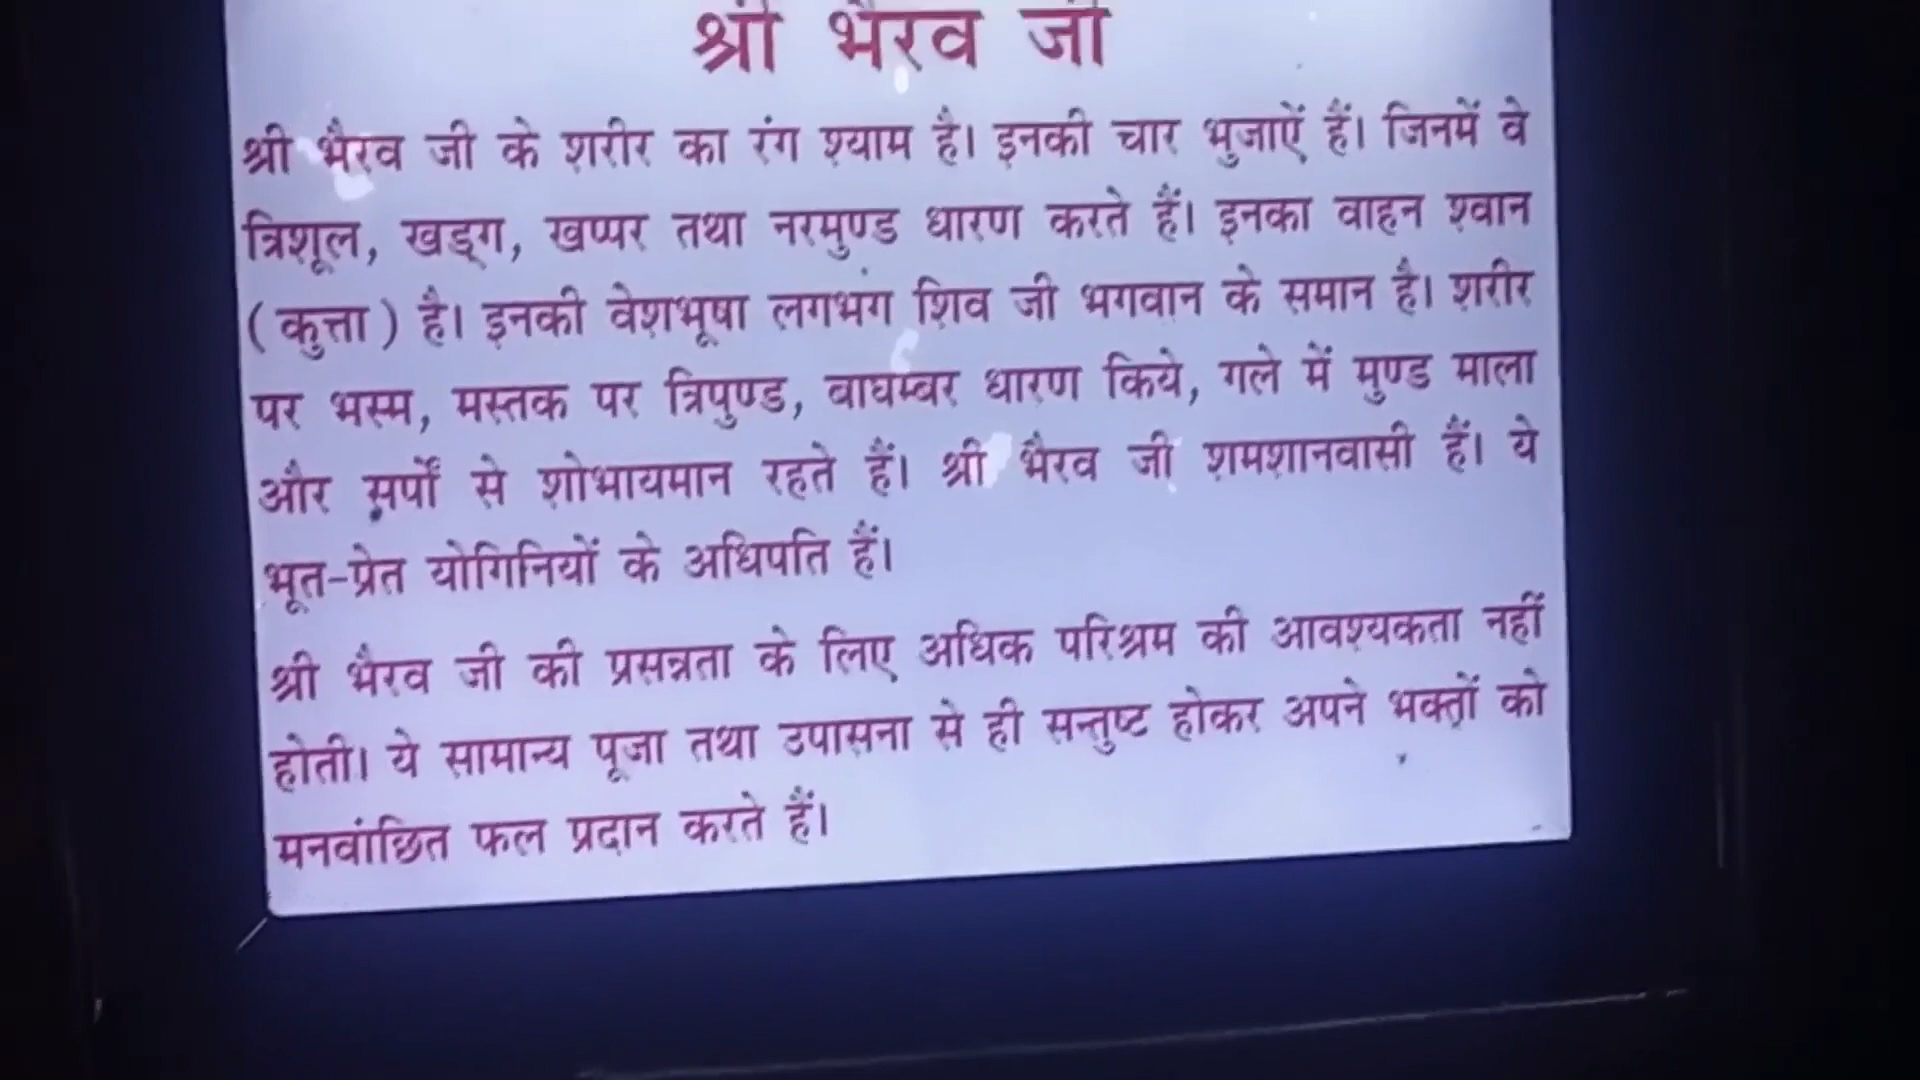 श्री भैरव जी
श्री भैरव जी के शरीर का रंग श्याम है। इनकी चार भुजाऐं हैं। जिनमें वे
त्रिशूल, खड्ग, खप्पर तथा नरमुण्ड धारण करते हैं। इनका वाहन श्वान
(कुत्ता) है। इनकी वेशभूषा लगभग शिव जी भगवान के समान है। शरीर
पर भस्म, मस्तक पर त्रिपुण्ड, बाघम्बर धारण किये, गले में मुण्ड माला
और सर्पों से शोभायमान रहते हैं। श्री भैरव जी शमशानवासी हैं। ये
भूत-प्रेत योगिनियों के अधिपति हैं।
श्री भैरव जी की प्रसन्नता के लिए अधिक परिश्रम की आवश्यकता नहीं
होती। ये सामान्य पूजा तथा उपासना से ही सन्तुष्ट होकर अपने भक्तों को
मनवांछित फल प्रदान करते हैं।